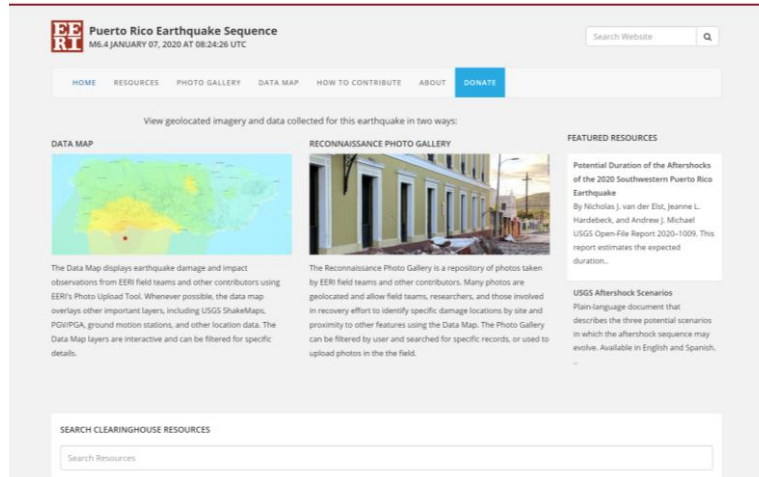 EERI
Puerto Rico Earthquake Sequence
M6.4 JANUARY 07, 2020 AT 08:24:26 UTC
Search Website
HOME RESOURCES PHOTO GALLERY DATA MAP HOW TO CONTRIBUTE ABOUT DONATE
View geolocated imagery and data collected for this earthquake in two ways:
DATA MAP
The Data Map displays earthquake damage and impact
observations from EERI field teams and other contributors using
EERI's Photo Upload Tool. Whenever possible, the data map
overlays other important layers, including USGS ShakeMaps,
PGV/PGA, ground motion stations, and other location data. The
Data Map layers are interactive and can be filtered for specific
details.
RECONNAISSANCE PHOTO GALLERY
The Reconnaissance Photo Gallery is a repository of photos taken
by EERI field teams and other contributors. Many photos are
geolocated and allow field teams, researchers, and those involved
in recovery effort to identify specific damage locations by site and
proximity to other features using the Data Map. The Photo Gallery
can be filtered by user and searched for specific records, or used to
upload photos in the the field.
FEATURED RESOURCES
Potential Duration of the Aftershocks
of the 2020 Southwestern Puerto Rico
Earthquake
By Nicholas J. van der Elst, Jeanne L.
Hardebeck, and Andrew J. Michael
USGS Open-File Report 2020–1009. This
report estimates the expected
duration..
USGS Aftershock Scenarios
Plain-language document that
describes the three potential scenarios
in which the aftershock sequence may
evolve. Available in English and Spanish.
..
SEARCH CLEARINGHOUSE RESOURCES
Search Resources